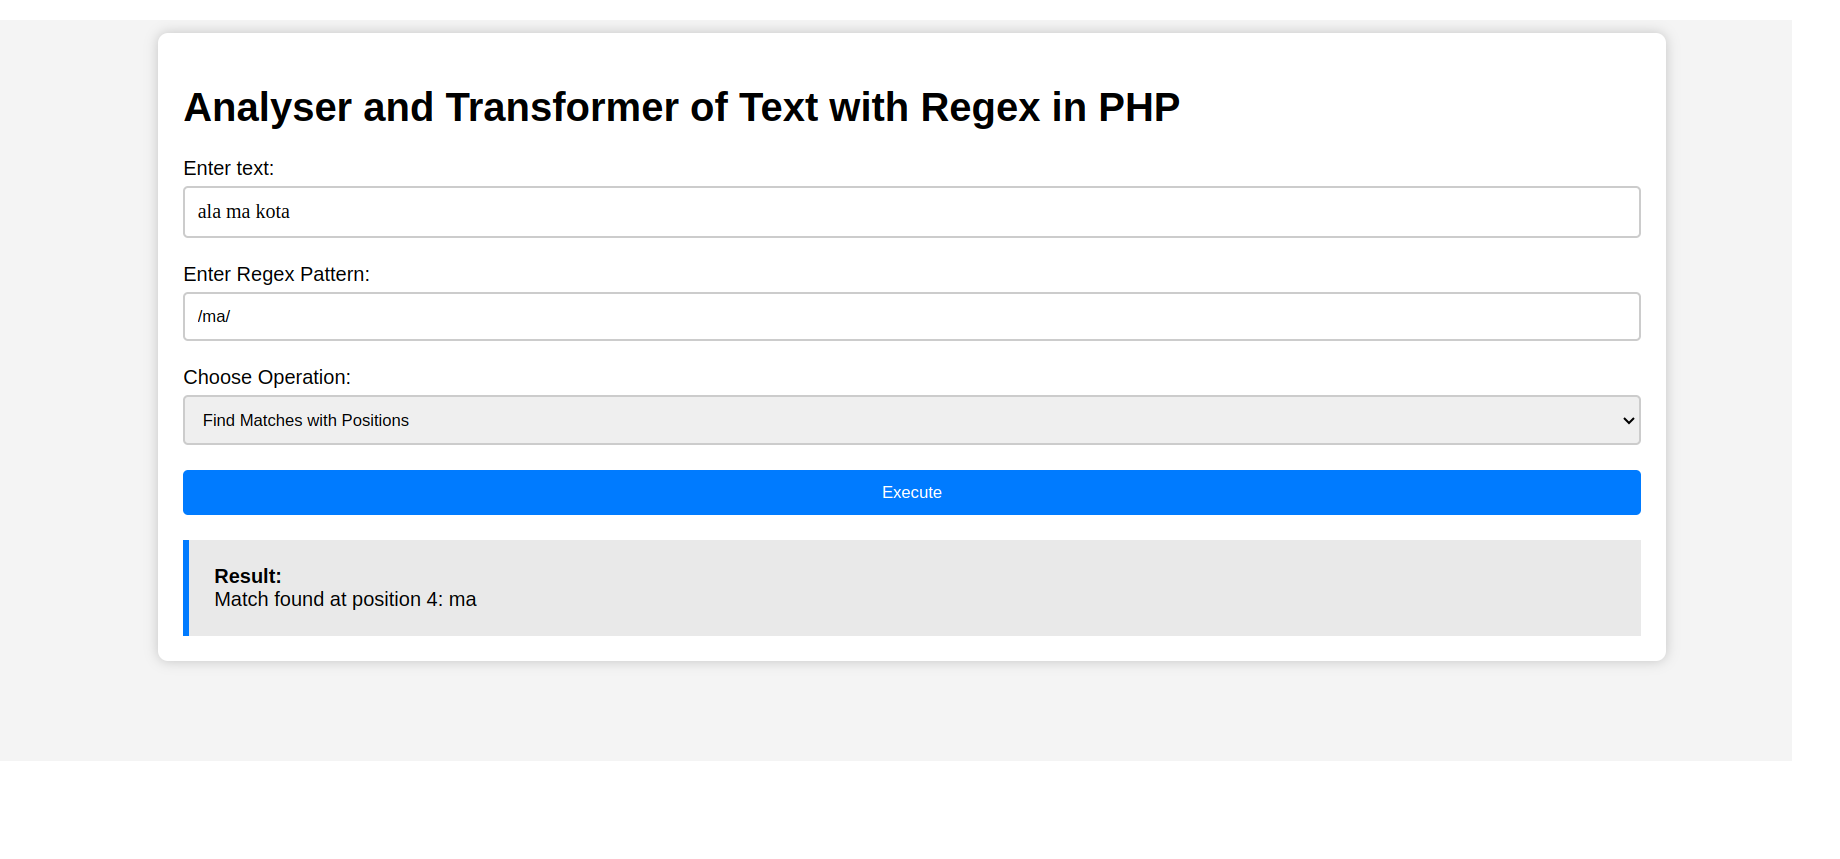 Analyser and Transformer of Text with Regex in PHP
Enter text:
ala ma kota
Enter Regex Pattern:
/ma/
Choose Operation:
Find Matches with Positions
Execute
Result:
Match found at position 4: ma